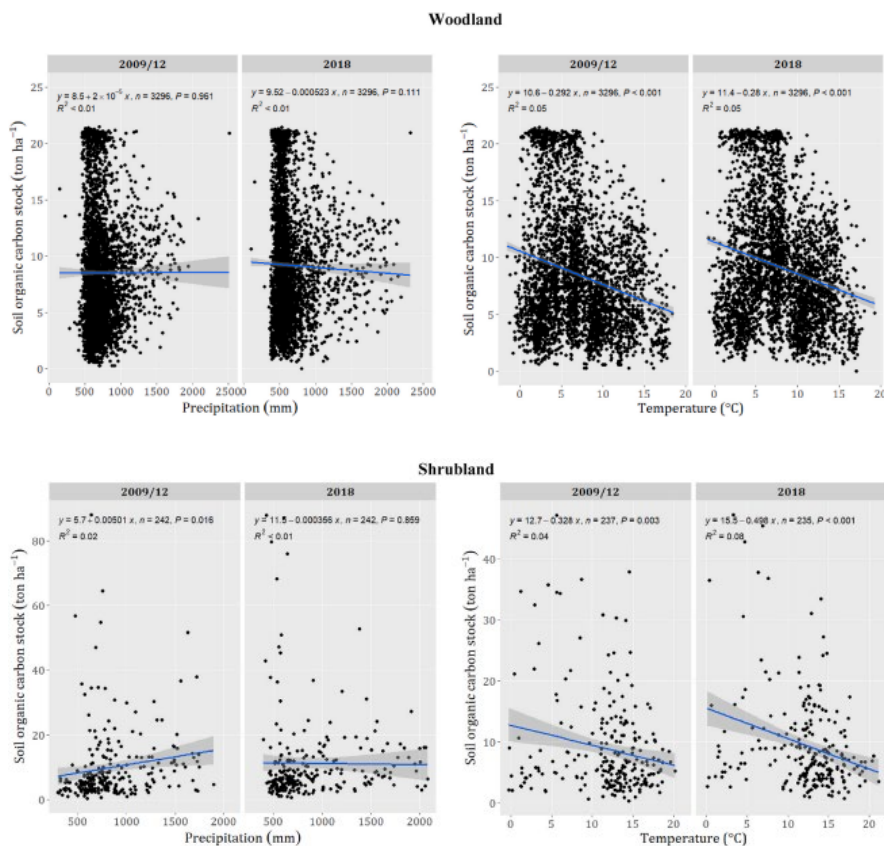 Woodland
2009/12
2018
2009/12
2018
y = 8.5 + 2 × 10⁻⁵ x, n = 3296, P = 0.961
R² < 0.01
y = 9.52 − 0.000523 x, n = 3296, P = 0.111
R² < 0.01
y = 10.6 − 0.292 x, n = 3296, P < 0.001
R² = 0.05
y = 11.4 − 0.28 x, n = 3296, P < 0.001
R² = 0.05
Soil organic carbon stock (ton ha⁻¹)
25
20
15
10
5
0
0 500 1000 1500 2000 2500
500 1000 1500 2000 2500
Precipitation (mm)
Soil organic carbon stock (ton ha⁻¹)
25
20
15
10
5
0
0 5 10 15 20
0 5 10 15 20
Temperature (°C)
Shrubland
2009/12
2018
2009/12
2018
y = 5.7 + 0.00501 x, n = 242, P = 0.016
R² = 0.02
y = 11.5 − 0.000356 x, n = 242, P = 0.859
R² < 0.01
y = 12.7 − 0.328 x, n = 237, P = 0.003
R² = 0.04
y = 15.5 − 0.498 x, n = 235, P < 0.001
R² = 0.08
Soil organic carbon stock (ton ha⁻¹)
80
60
40
20
0
500 1000 1500 2000
500 1000 1500 2000
Precipitation (mm)
Soil organic carbon stock (ton ha⁻¹)
40
30
20
10
0
0 5 10 15 20
0 5 10 15 20
Temperature (°C)